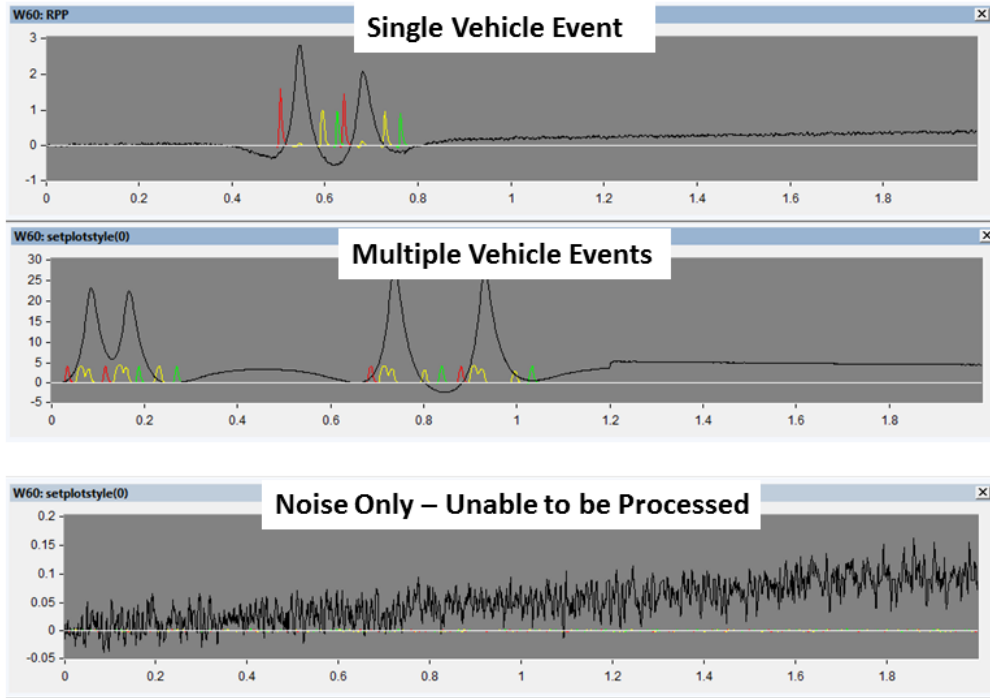 W60: RPP
Single Vehicle Event
3
2
1
0
-1
0 0.2 0.4 0.6 0.8 1 1.2 1.4 1.6 1.8
W60: setplotstyle(0)
Multiple Vehicle Events
30
25
20
15
10
5
0
-5
0 0.2 0.4 0.6 0.8 1 1.2 1.4 1.6 1.8
W60: setplotstyle(0)
Noise Only – Unable to be Processed
0.2
0.15
0.1
0.05
0
-0.05
0 0.2 0.4 0.6 0.8 1 1.2 1.4 1.6 1.8